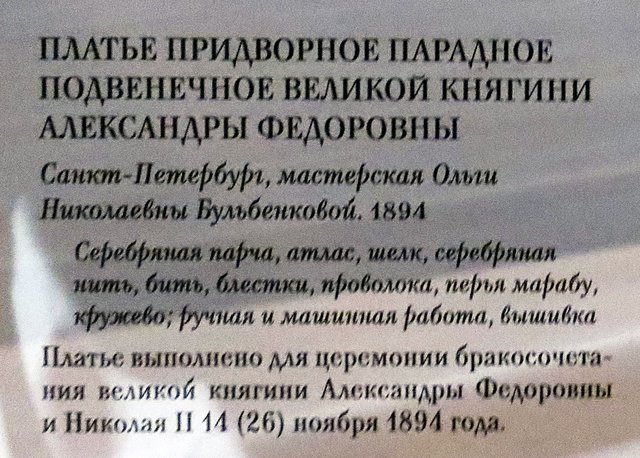 ПЛАТЬЕ ПРИДВОРНОЕ ПАРАДНОЕ
ПОДВЕНЕЧНОЕ ВЕЛИКОЙ КНЯГИНИ
АЛЕКСАНДРЫ ФЕДОРОВНЫ
Санкт-Петербург, мастерская Ольги
Николаевны Бульбенковой. 1894
Серебряная парча, атлас, шелк, серебряная
нить, бить, блестки, проволока, перья марабу,
кружево; ручная и машинная работа, вышивка
Платье выполнено для церемонии бракосочета-
ния великой княгини Александры Федоровны
и Николая II 14 (26) ноября 1894 года.